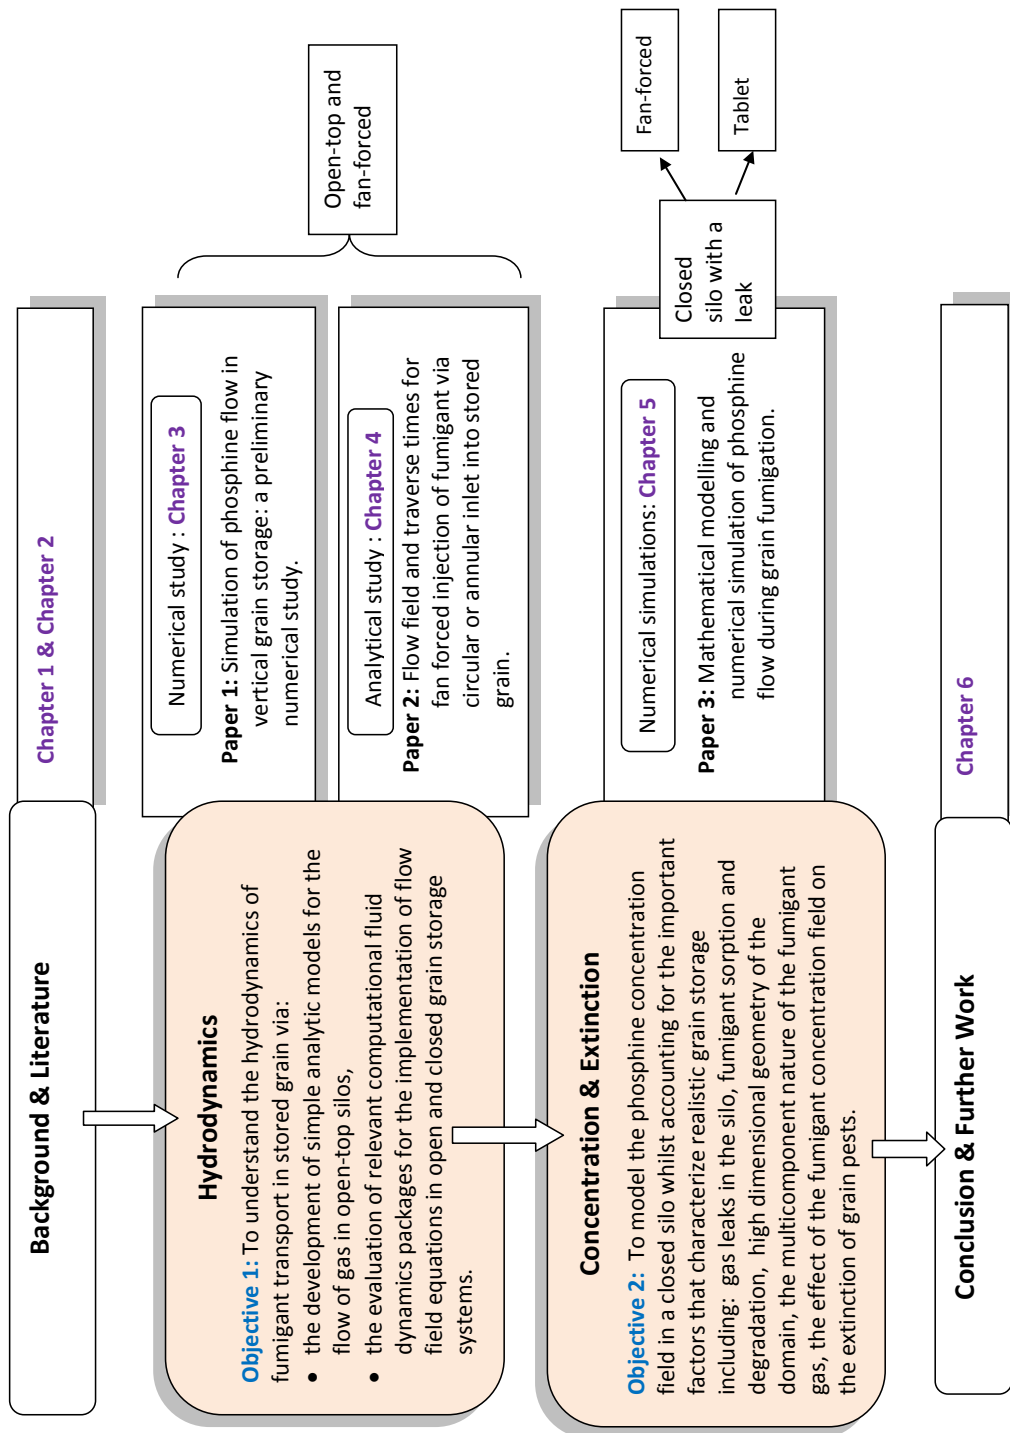 Background & Literature
Chapter 1 & Chapter 2
Hydrodynamics
Objective 1: To understand the hydrodynamics of
fumigant transport in stored grain via:
• the development of simple analytic models for the
flow of gas in open-top silos,
• the evaluation of relevant computational fluid
dynamics packages for the implementation of flow
field equations in open and closed grain storage
systems.
Numerical study : Chapter 3
Paper 1: Simulation of phosphine flow in
vertical grain storage: a preliminary
numerical study.
Analytical study : Chapter 4
Paper 2: Flow field and traverse times for
fan forced injection of fumigant via
circular or annular inlet into stored
grain.
Open-top and
fan-forced
Concentration & Extinction
Objective 2: To model the phosphine concentration
field in a closed silo whilst accounting for the important
factors that characterize realistic grain storage
including: gas leaks in the silo, fumigant sorption and
degradation, high dimensional geometry of the
domain, the multicomponent nature of the fumigant
gas, the effect of the fumigant concentration field on
the extinction of grain pests.
Numerical simulations: Chapter 5
Paper 3: Mathematical modelling and
numerical simulation of phosphine
flow during grain fumigation.
Closed
silo with a
leak
Fan-forced
Tablet
Conclusion & Further Work
Chapter 6